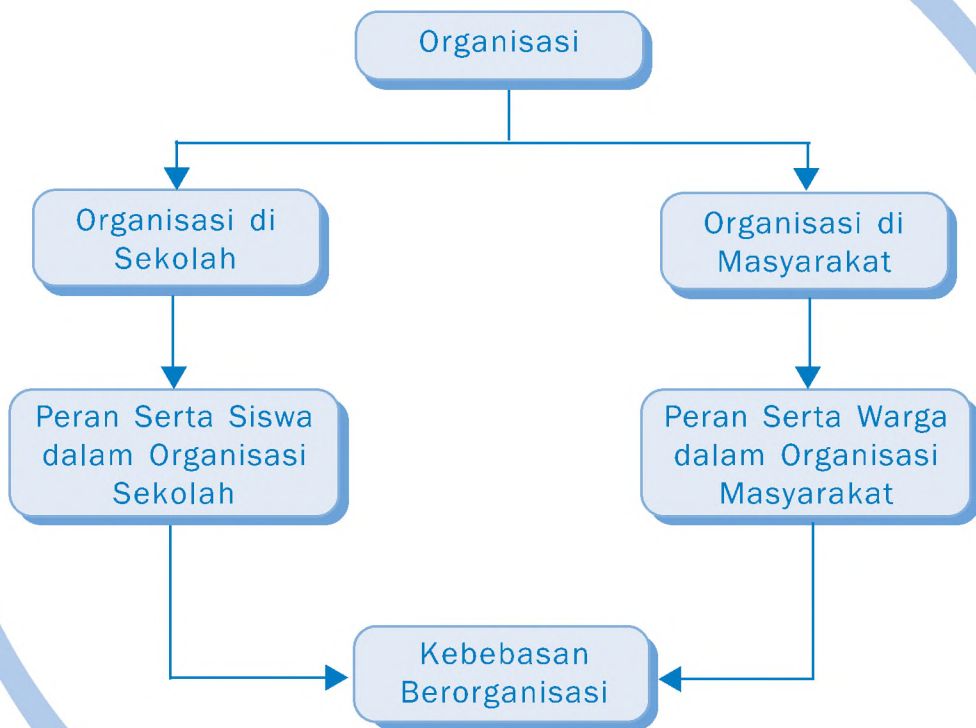 Organisasi
Organisasi di
Sekolah
Organisasi di
Masyarakat
Peran Serta Siswa
dalam Organisasi
Sekolah
Peran Serta Warga
dalam Organisasi
Masyarakat
Kebebasan
Berorganisasi